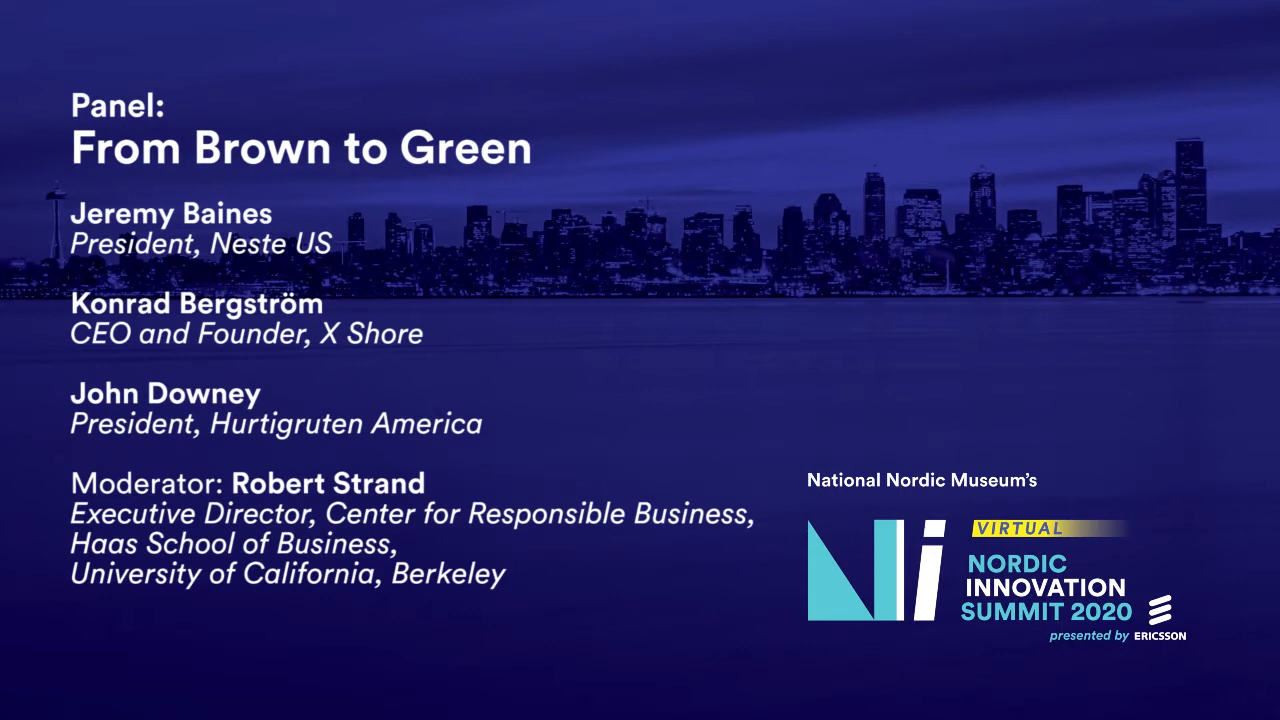 Panel:
From Brown to Green
Jeremy Baines
President, Neste US
Konrad Bergström
CEO and Founder, X Shore
John Downey
President, Hurtigruten America
Moderator: Robert Strand
Executive Director, Center for Responsible Business,
Haas School of Business,
University of California, Berkeley
National Nordic Museum's
Ni
VIRTUAL
NORDIC
INNOVATION
SUMMIT 2020
presented by ERICSSON